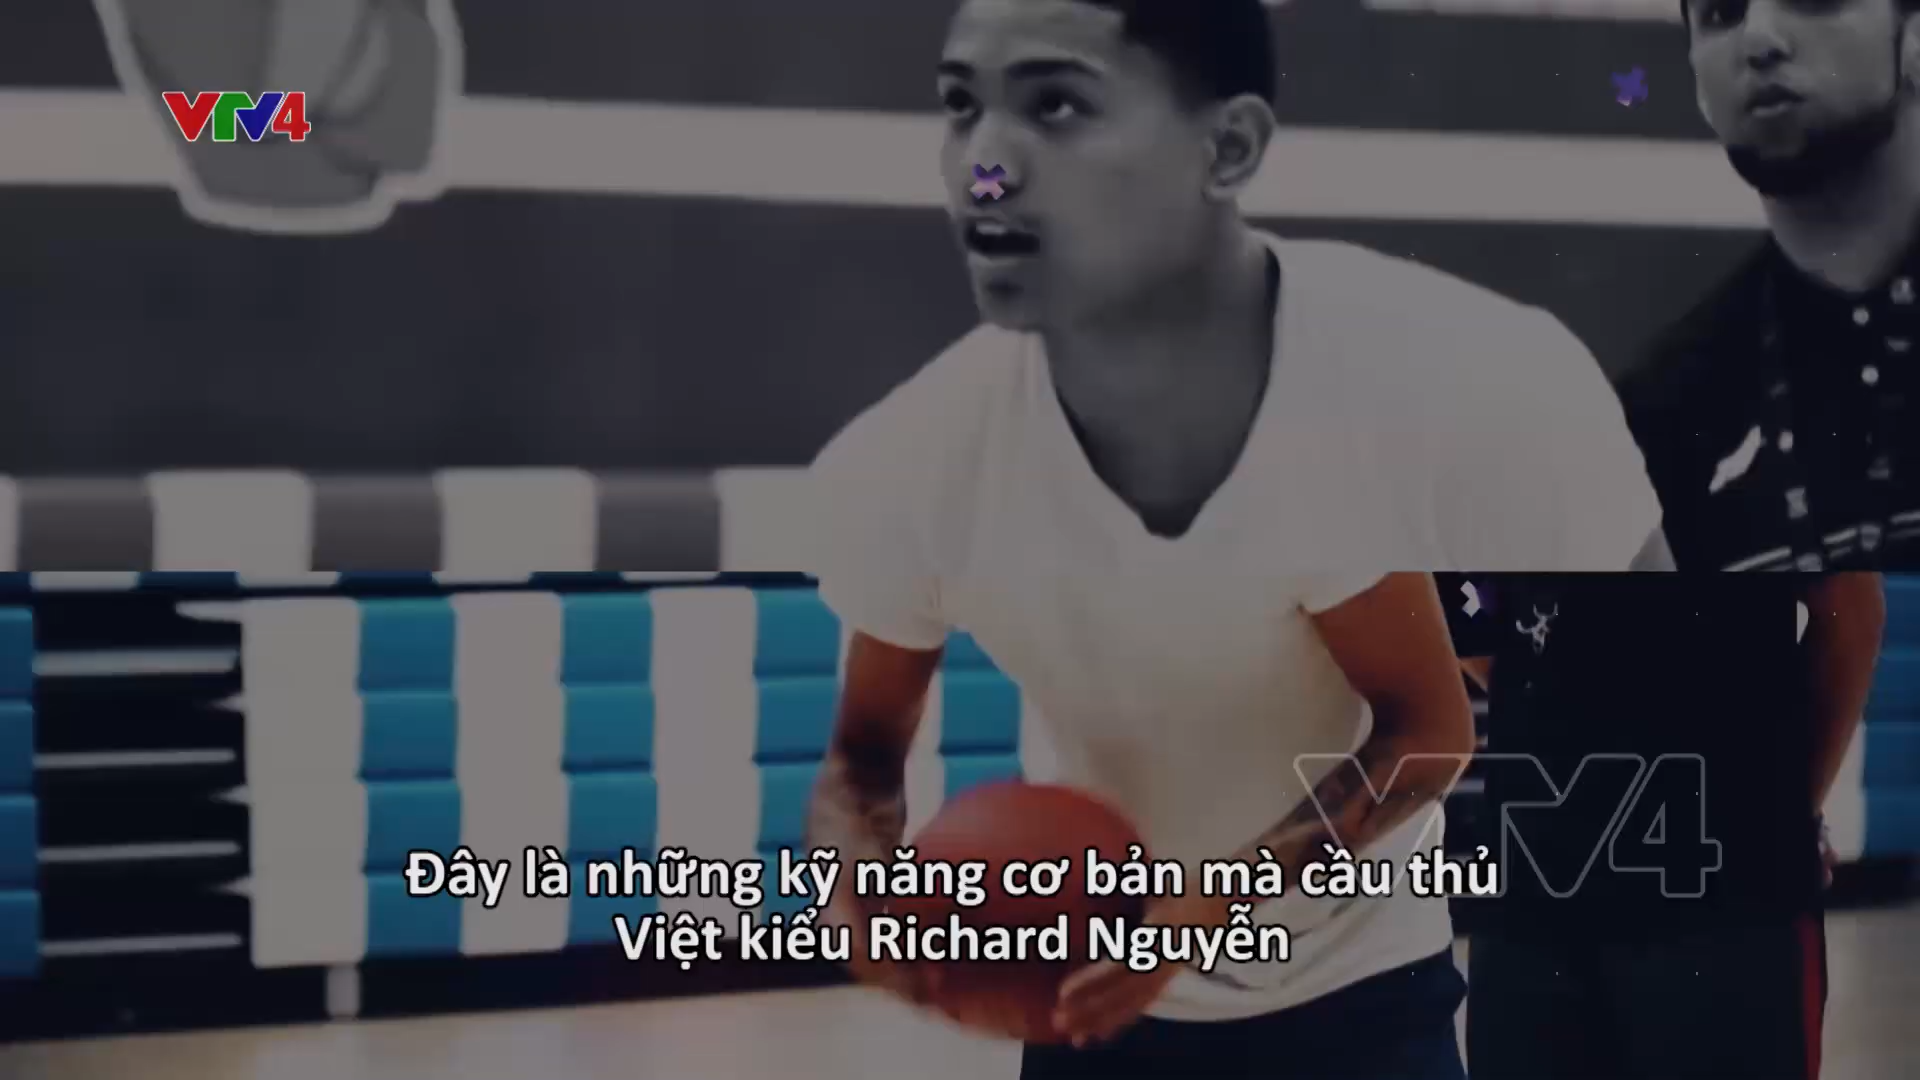 VTV4
VTV4
Đây là những kỹ năng cơ bản mà cầu thủ
Việt kiều Richard Nguyễn